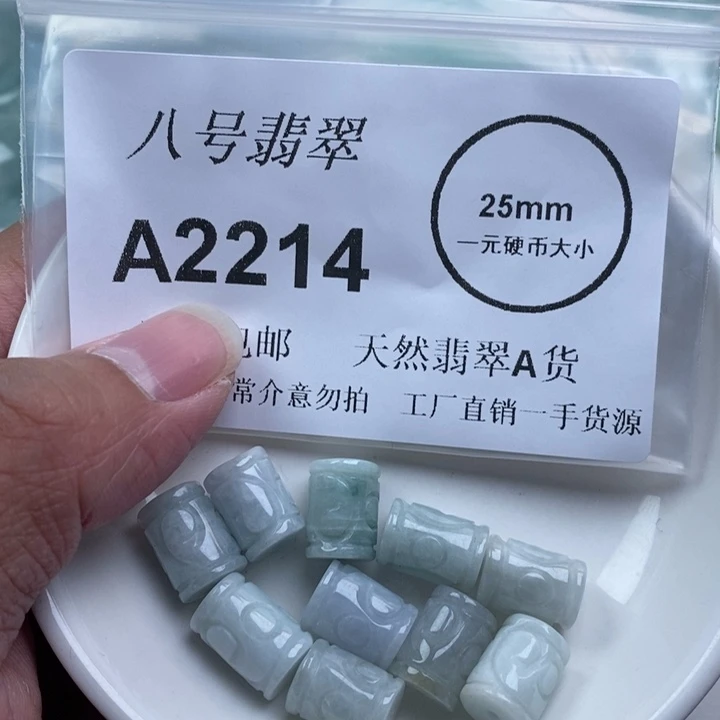 八号翡翠
A2214
25mm
一元硬币大小
包邮 天然翡翠A货
常介意勿拍 工厂直销一手货源